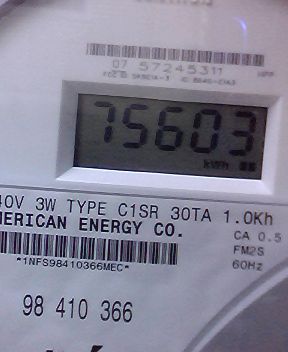 07 57245311
75603
kWh
40V 3W TYPE C1SR 30TA 1.0Kh
MERICAN ENERGY CO.
CA 0.5
FM2S
60Hz
*1NFS98410366MEC*
98 410 366